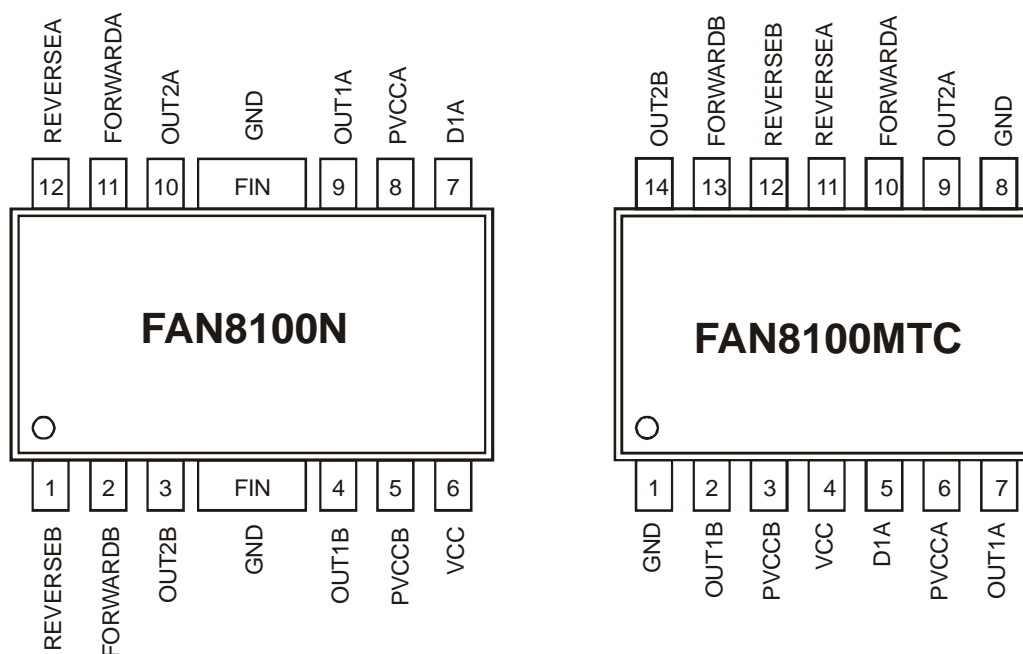 REVERSEA FORWARDA OUT2A GND OUT1A PVCCA D1A
12 11 10 FIN 9 8 7
FAN8100N
1 2 3 FIN 4 5 6
REVERSEB FORWARDB OUT2B GND OUT1B PVCCB VCC
OUT2B FORWARDB REVERSEB REVERSEA FORWARDA OUT2A GND
14 13 12 11 10 9 8
FAN8100MTC
1 2 3 4 5 6 7
GND OUT1B PVCCB VCC D1A PVCCA OUT1A